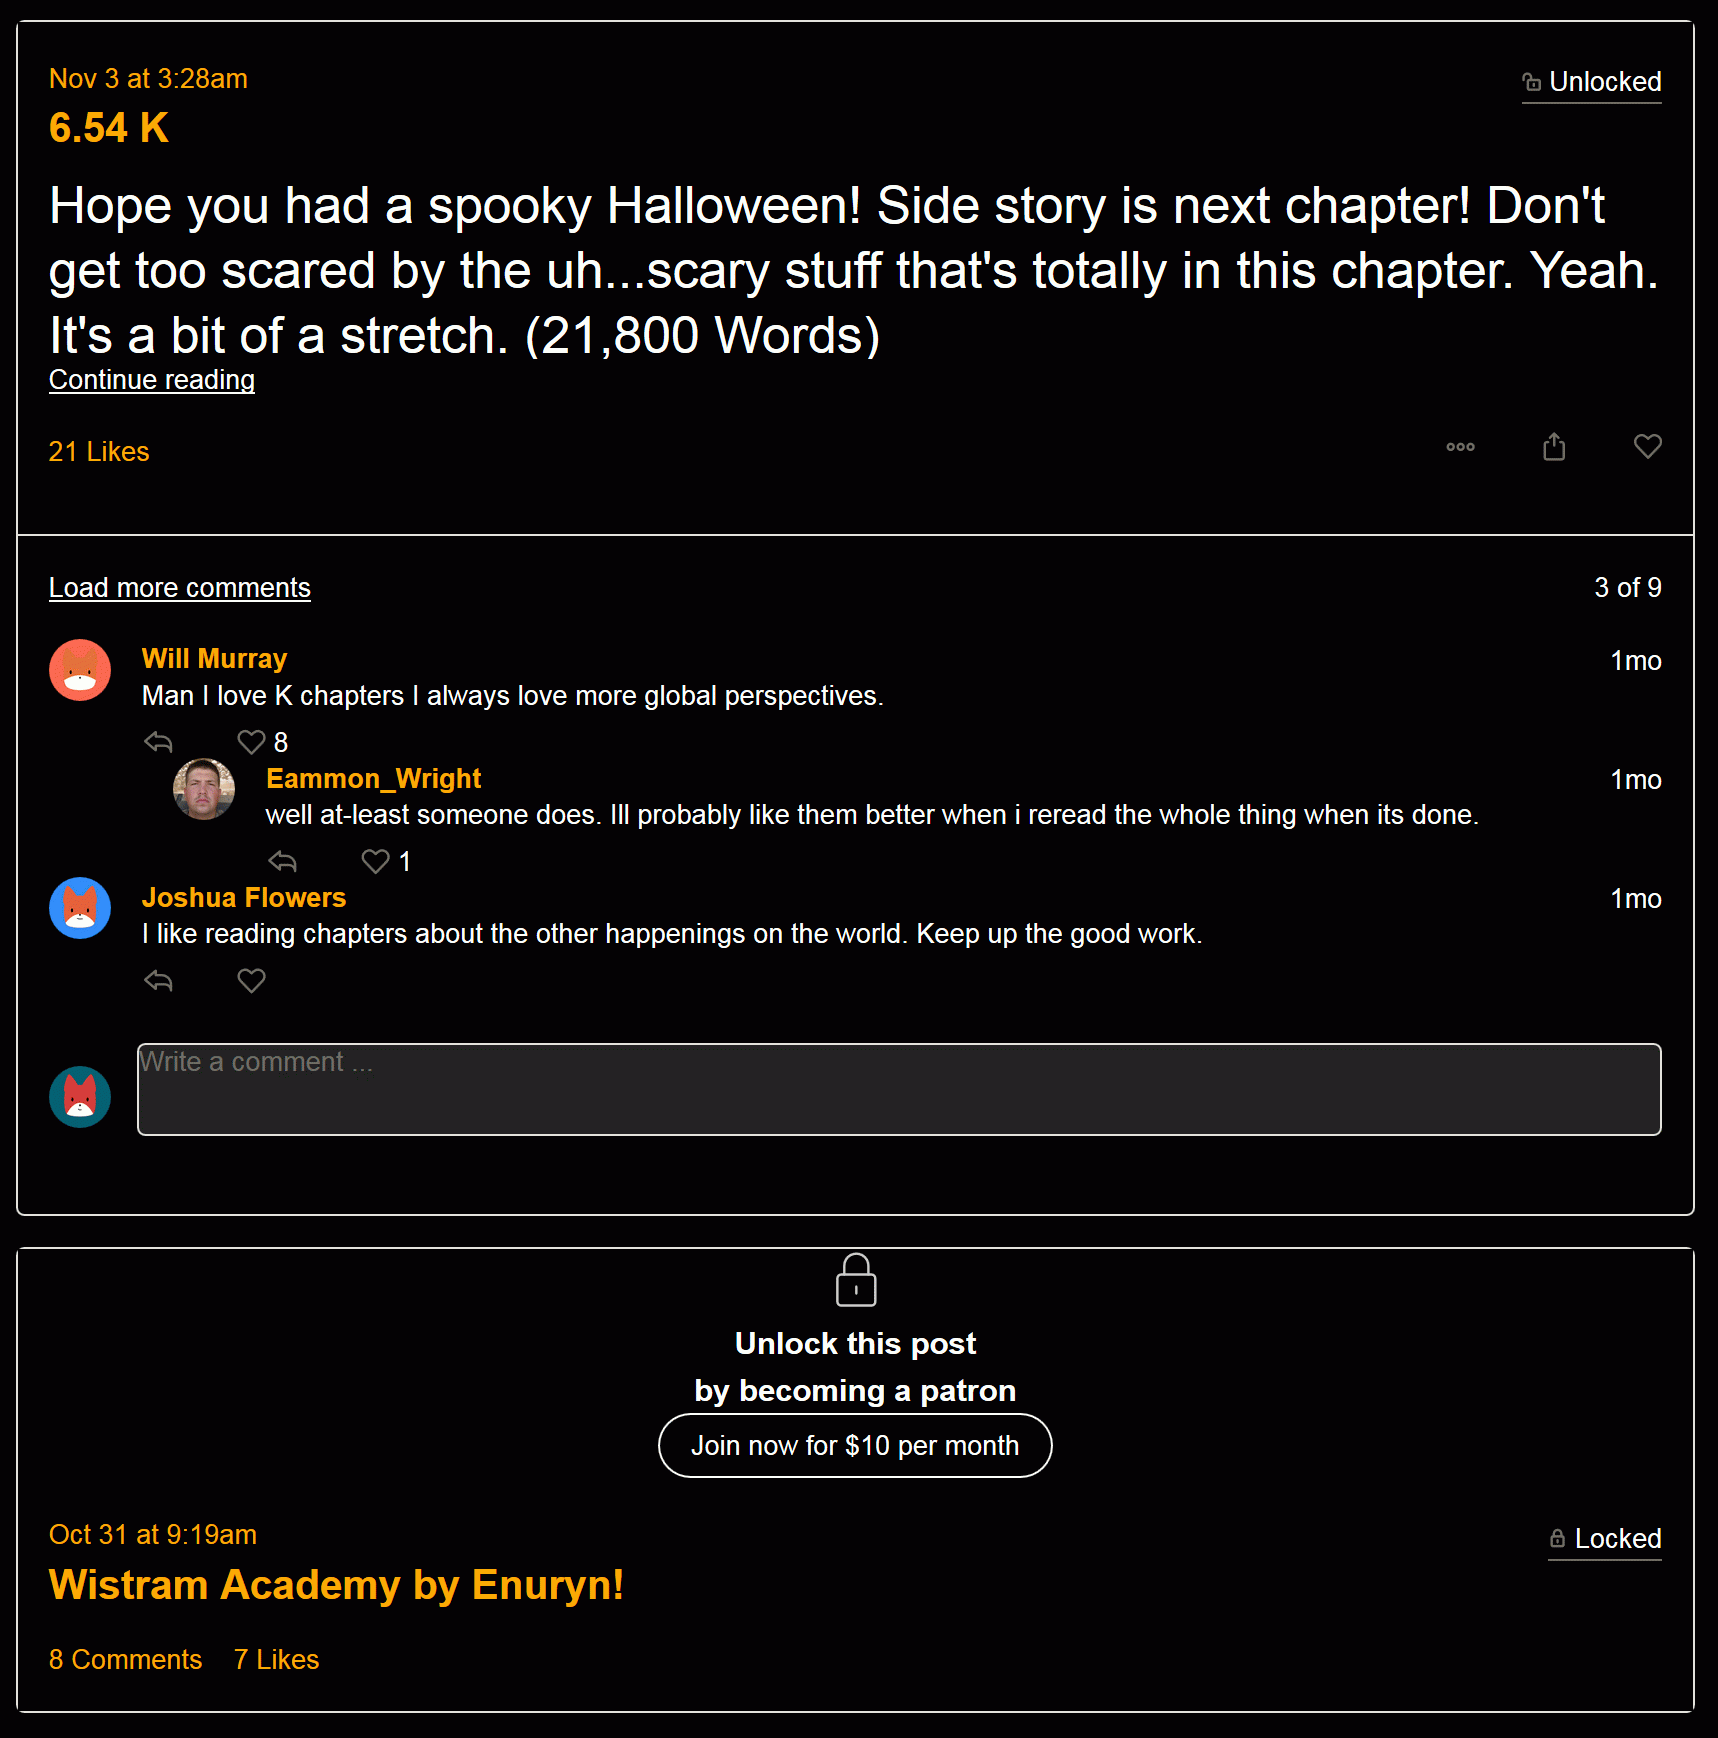 Nov 3 at 3:28am
Unlocked
6.54 K
Hope you had a spooky Halloween! Side story is next chapter! Don't
get too scared by the uh...scary stuff that's totally in this chapter. Yeah.
It's a bit of a stretch. (21,800 Words)
Continue reading
21 Likes
Load more comments
3 of 9
Will Murray
1mo
Man I love K chapters I always love more global perspectives.
8
Eammon_Wright
1mo
well at-least someone does. Ill probably like them better when i reread the whole thing when its done.
1
Joshua Flowers
1mo
I like reading chapters about the other happenings on the world. Keep up the good work.
Write a comment ...
Unlock this post
by becoming a patron
Join now for $10 per month
Oct 31 at 9:19am
Locked
Wistram Academy by Enuryn!
8 Comments
7 Likes